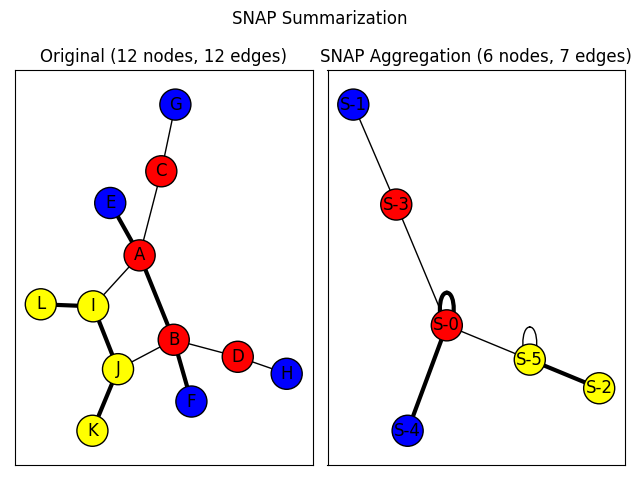 SNAP Summarization
Original (12 nodes, 12 edges)
SNAP Aggregation (6 nodes, 7 edges)
G
C
E
A
L
I
B
D
J
H
F
K
S-1
S-3
S-0
S-5
S-2
S-4